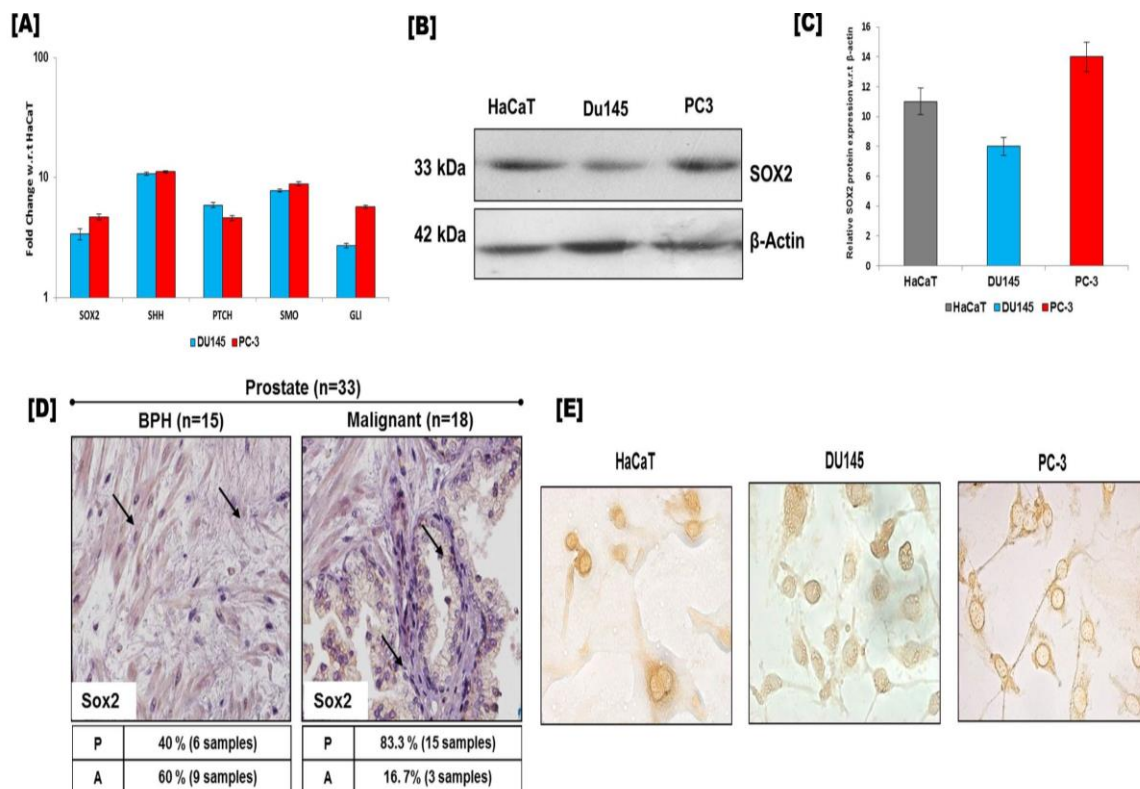 [A]
Fold Change w.r.t HaCaT
100
10
1
SOX2 SHH PTCH SMO GLI
DU145 PC-3
[B]
HaCaT Du145 PC3
33 kDa
SOX2
42 kDa
β-Actin
[C]
Relative SOX2 protein expression w.r.t β-actin
16
14
12
10
8
6
4
2
0
HaCaT DU145 PC-3
HaCaT DU145 PC-3
[D]
Prostate (n=33)
BPH (n=15) Malignant (n=18)
Sox2 Sox2
P 40 % (6 samples) P 83.3 % (15 samples)
A 60 % (9 samples) A 16. 7% (3 samples)
[E]
HaCaT DU145 PC-3